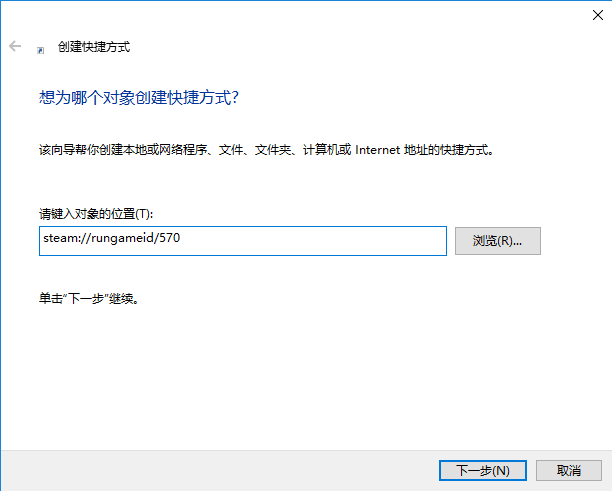 创建快捷方式
想为哪个对象创建快捷方式?
该向导帮你创建本地或网络程序、文件、文件夹、计算机或 Internet 地址的快捷方式。
请键入对象的位置(T):
steam://rungameid/570
浏览(R)...
单击“下一步”继续。
下一步(N)
取消